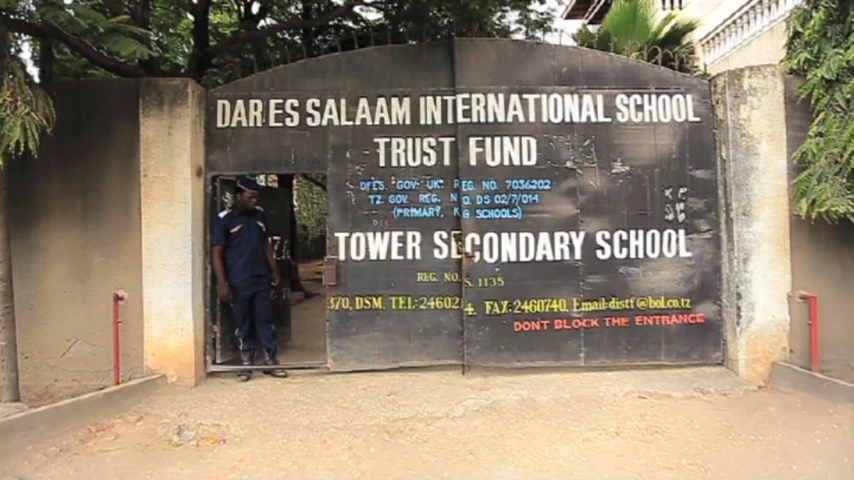 DAR ES SALAAM INTERNATIONAL SCHOOL
TRUST FUND
DFES. GOV. UK. REG. NO. 7036202
TZ. GOV. REG. NO. DS 02/7/014
(PRIMARY, KG SCHOOLS)
TOWER SECONDARY SCHOOL
REG. NO. S. 1135
370, DSM. TEL:-2460214. FAX:-2460740. Email:distf@bol.co.tz
DONT BLOCK THE ENTRANCE